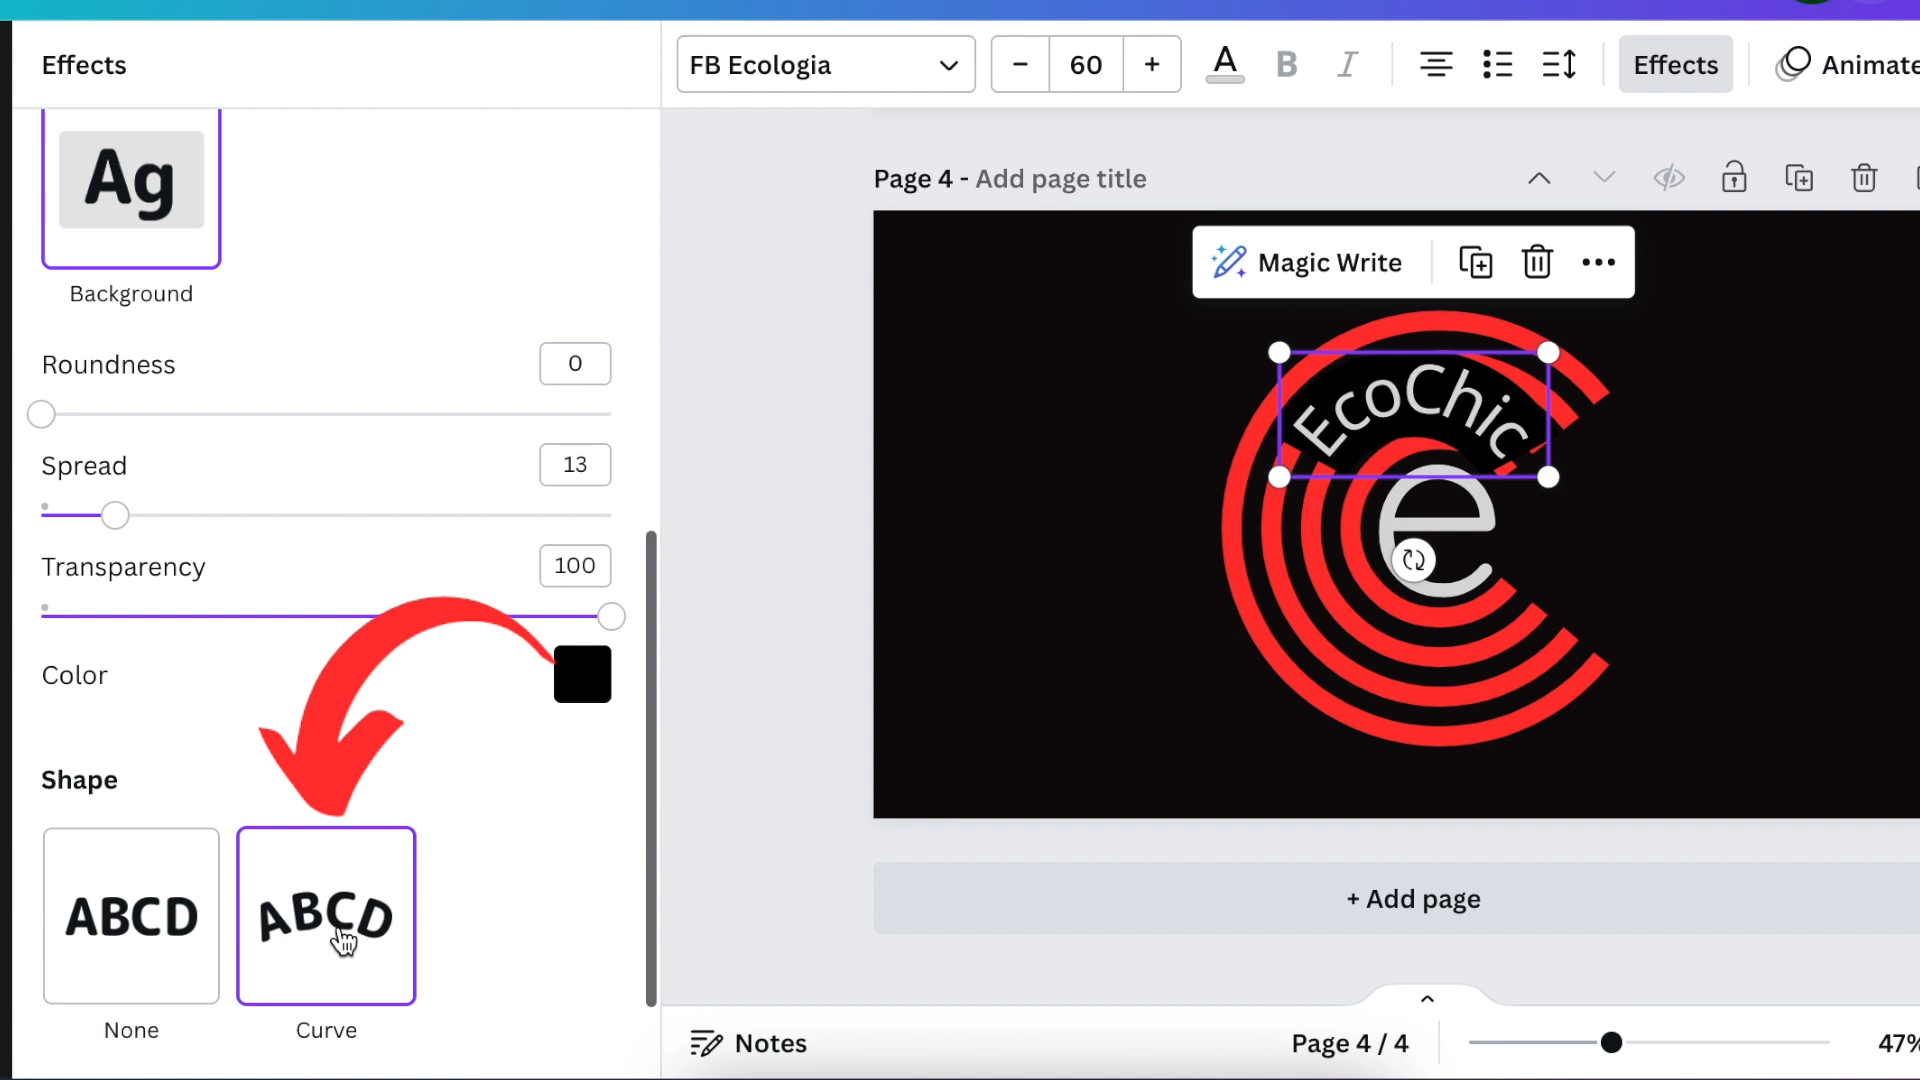 Effects
FB Ecologia
– 60 +
A B I
Effects
Animate
Ag
Background
Roundness 0
Spread 13
Transparency 100
Color
Shape
ABCD
None
ABCD
Curve
Page 4 - Add page title
Magic Write
EcoChic
e
+ Add page
Notes
Page 4 / 4
47%